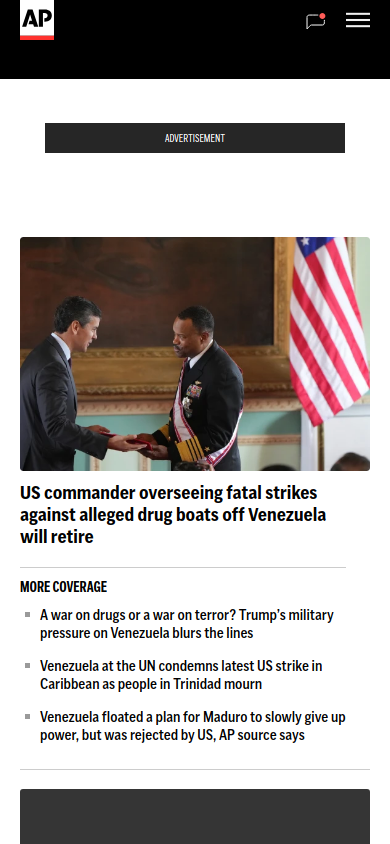 AP
ADVERTISEMENT
US commander overseeing fatal strikes
against alleged drug boats off Venezuela
will retire
MORE COVERAGE
A war on drugs or a war on terror? Trump's military
pressure on Venezuela blurs the lines
Venezuela at the UN condemns latest US strike in
Caribbean as people in Trinidad mourn
Venezuela floated a plan for Maduro to slowly give up
power, but was rejected by US, AP source says